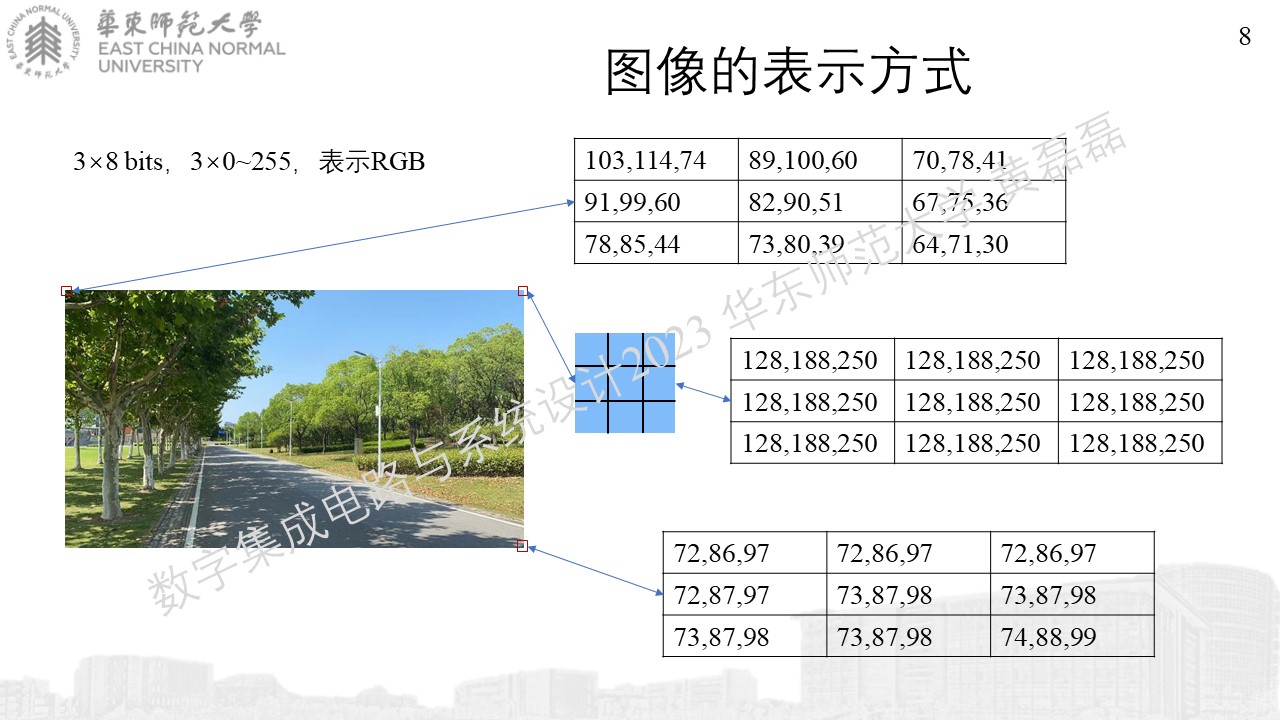 華東師範大學
EAST CHINA NORMAL
UNIVERSITY
EAST CHINA NORMAL UNIVERSITY
華東師範大學
8
图像的表示方式
3×8 bits，3×0~255，表示RGB
103,114,74 89,100,60 70,78,41
91,99,60 82,90,51 67,75,36
78,85,44 73,80,39 64,71,30
128,188,250 128,188,250 128,188,250
128,188,250 128,188,250 128,188,250
128,188,250 128,188,250 128,188,250
72,86,97 72,86,97 72,86,97
72,87,97 73,87,98 73,87,98
73,87,98 73,87,98 74,88,99
数字集成电路与系统设计2023 华东师范大学 黄磊磊